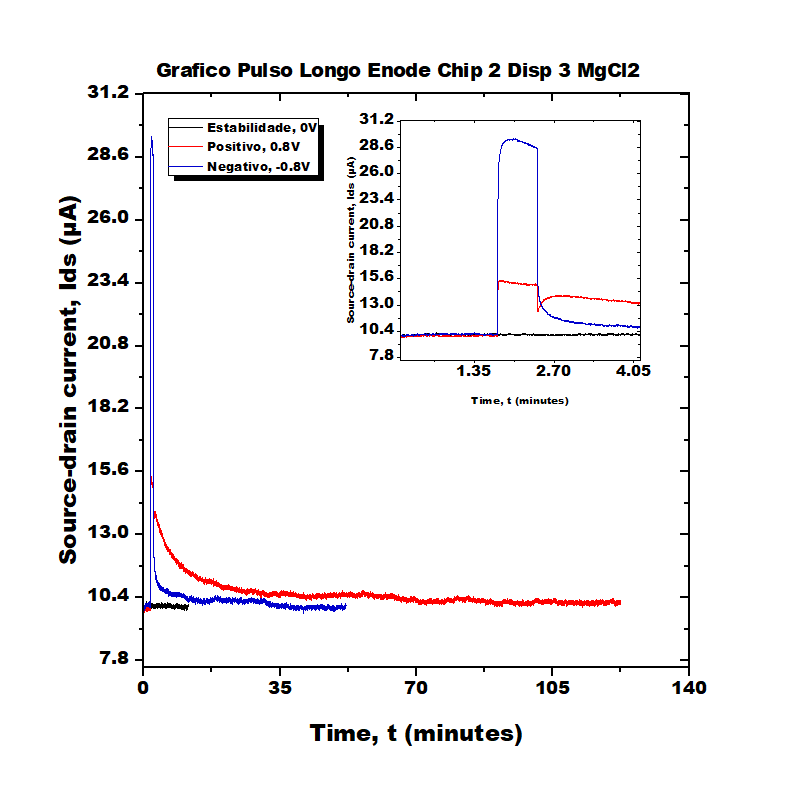 Grafico Pulso Longo Enode Chip 2 Disp 3 MgCl2
31.2
28.6
26.0
23.4
20.8
18.2
15.6
13.0
10.4
7.8
Source-drain current, Ids (µA)
Estabilidade, 0V
Positivo, 0.8V
Negativo, -0.8V
31.2
28.6
26.0
23.4
20.8
18.2
15.6
13.0
10.4
7.8
Source-drain current, Ids (µA)
1.35 2.70 4.05
Time, t (minutes)
0 35 70 105 140
Time, t (minutes)